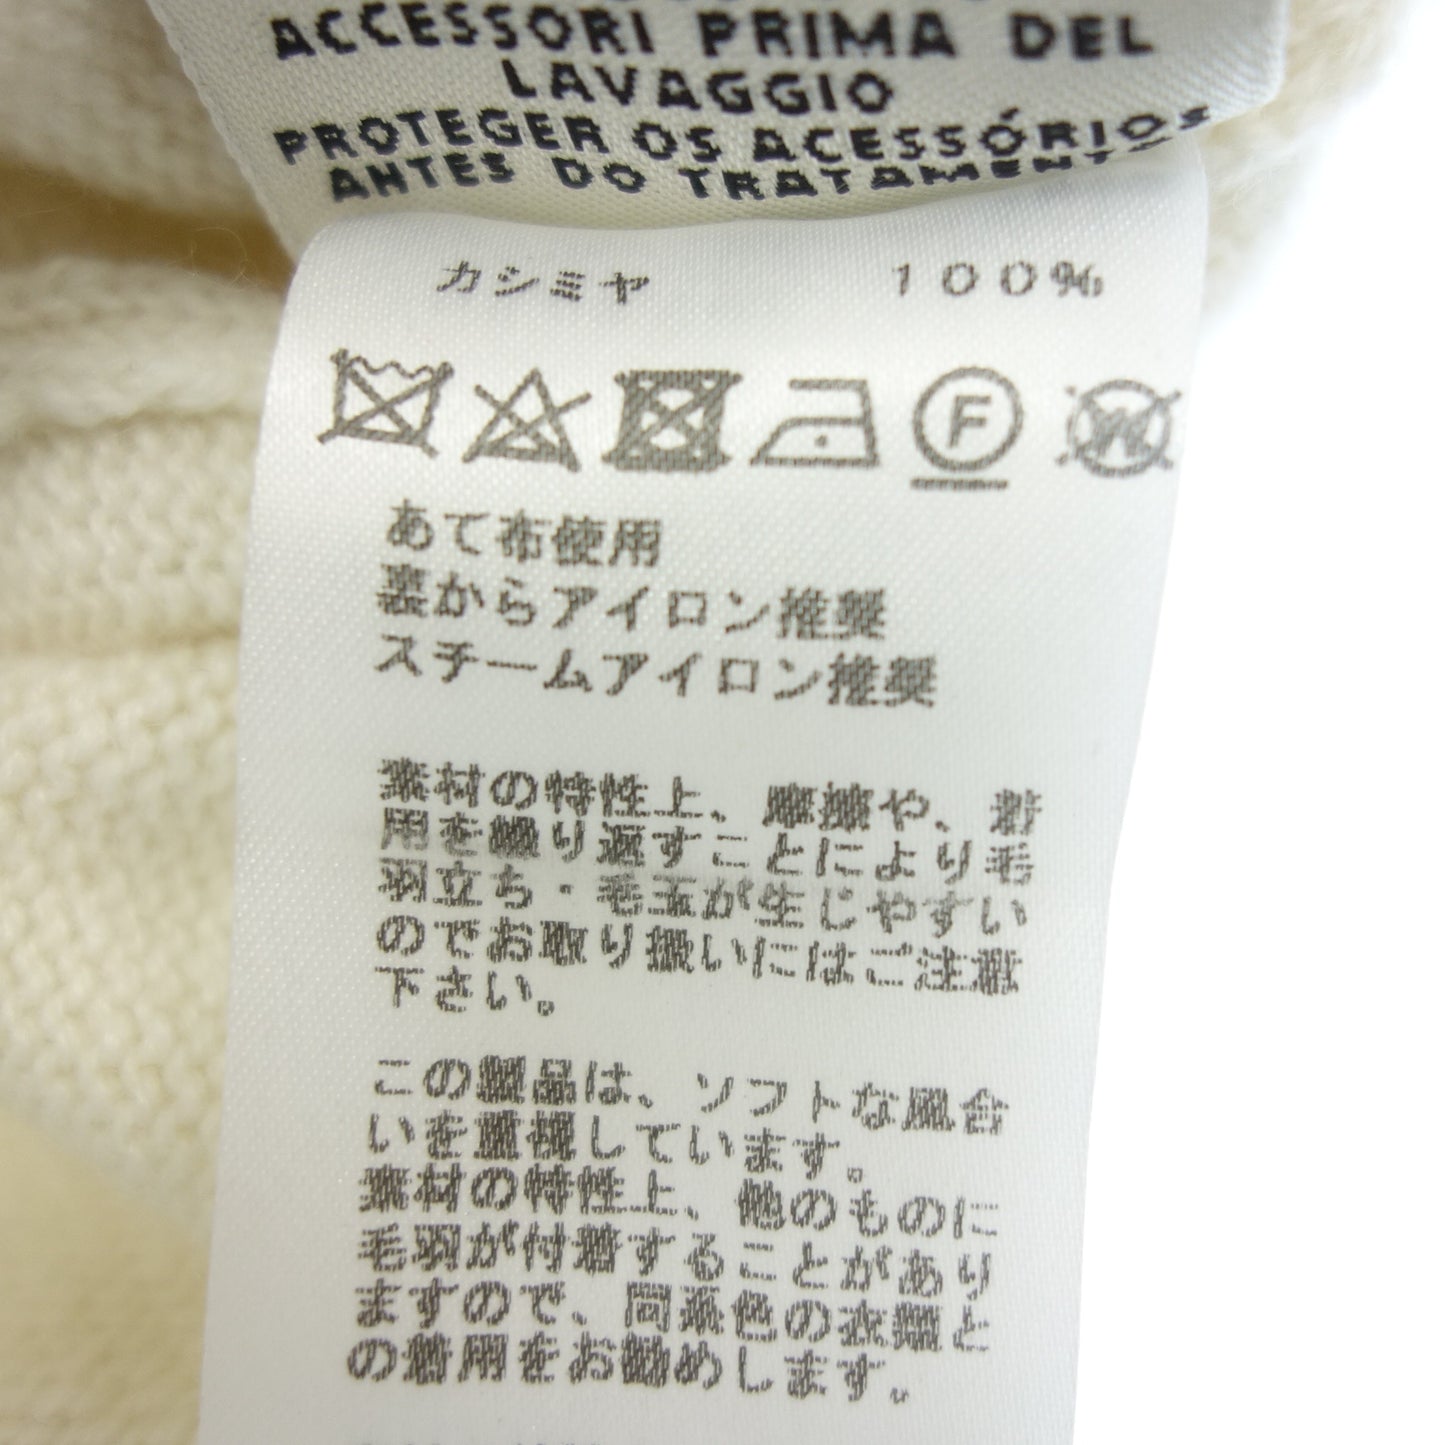 ACCESSORI PRIMA DEL
LAVAGGIO
PROTEGER OS ACESSÓRIOS
ANTES DO TRATAMENTO
カシミヤ 100%
F
W
あて布使用
裏からアイロン推奨
スチームアイロン推奨
素材の特性上、摩擦や、着
用を繰り返すことにより毛
羽立ち・毛玉が生じやすい
のでお取り扱いにはご注意
下さい。
この製品は、ソフトな風合
いを重視しています。
素材の特性上、他のものに
毛羽が付着することがあり
ますので、同系色の衣類と
の着用をお勧めします。